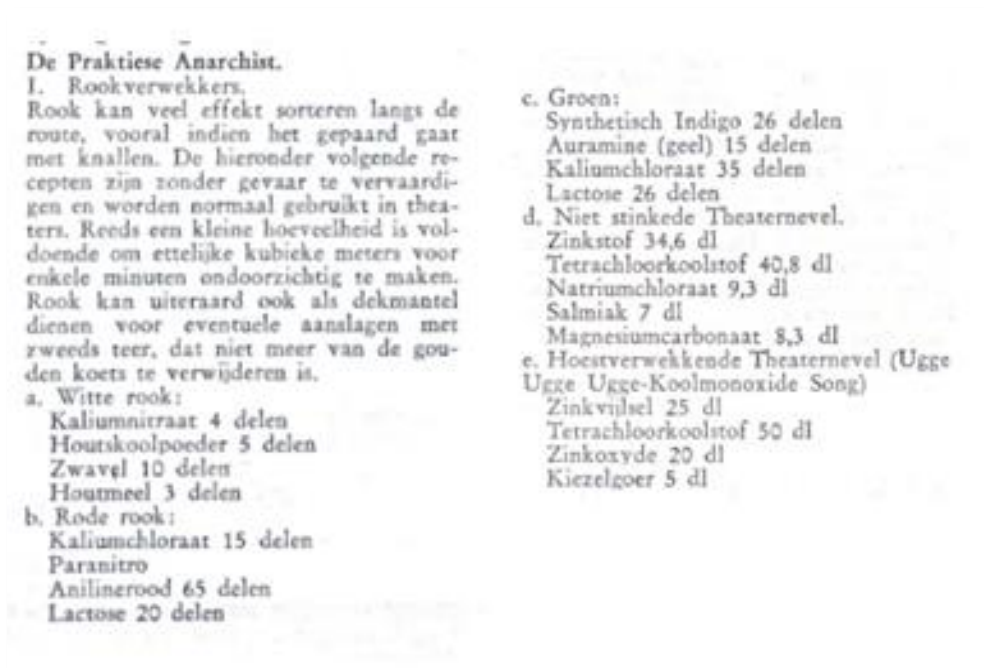 De Praktiese Anarchist.
I. Rookverwekkers.
Rook kan veel effekt sorteren langs de
route, vooral indien het gepaard gaat
met knallen. De hieronder volgende re-
cepten zijn zonder gevaar te vervaardi-
gen en worden normaal gebruikt in thea-
ters. Reeds een kleine hoeveelheid is vol-
doende om ettelijke kubieke meters voor
enkele minuten ondoorzichtig te maken.
Rook kan uiteraard ook als dekmantel
dienen voor eventuele aanslagen met
zweeds teer, dat niet meer van de gou-
den koets te verwijderen is.
a. Witte rook:
Kaliumnitraat 4 delen
Houtskoolpoeder 5 delen
Zwavel 10 delen
Houtmeel 3 delen
b. Rode rook:
Kaliumchloraat 15 delen
Paranitro
Anilinerood 65 delen
Lactose 20 delen
c. Groen:
Synthetisch Indigo 26 delen
Auramine (geel) 15 delen
Kaliumchloraat 35 delen
Lactose 26 delen
d. Niet stinkede Theaternevel.
Zinkstof 34,6 dl
Tetrachloorkoolstof 40,8 dl
Natriumchloraat 9,3 dl
Salmiak 7 dl
Magnesiumcarbonaat 8,3 dl
e. Hoestverwekkende Theaternevel (Ugge
Ugge Ugge-Koolmonoxide Song)
Zinkvijlsel 25 dl
Tetrachloorkoolstof 50 dl
Zinkoxyde 20 dl
Kiezelgoer 5 dl